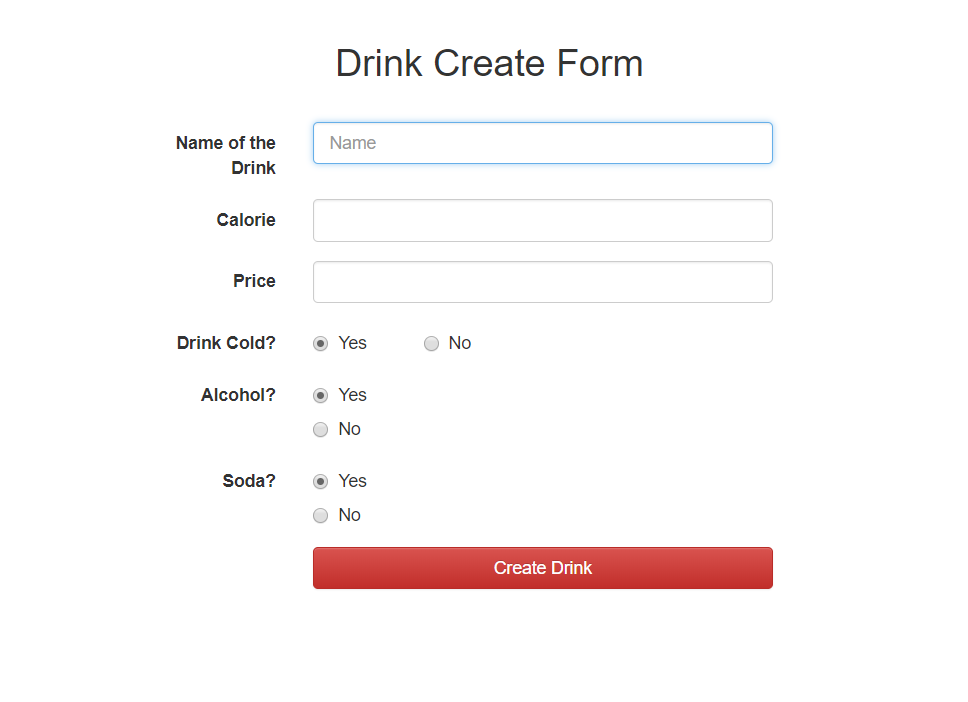 Drink Create Form
Name of the
Drink
Name
Calorie
Price
Drink Cold? Yes No
Alcohol? Yes
No
Soda? Yes
No
Create Drink